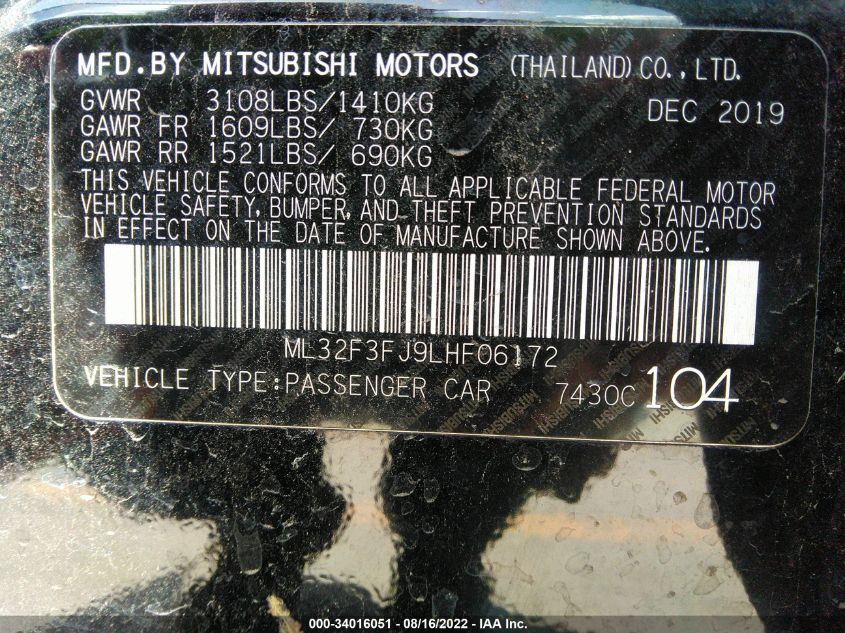 MFD.BY MITSUBISHI MOTORS (THAILAND) CO.,LTD.
GVWR 3108LBS/1410KG DEC 2019
GAWR FR 1609LBS/ 730KG
GAWR RR 1521LBS/ 690KG
THIS VEHICLE CONFORMS TO ALL APPLICABLE FEDERAL MOTOR
VEHICLE SAFETY, BUMPER, AND THEFT PREVENTION STANDARDS
IN EFFECT ON THE DATE OF MANUFACTURE SHOWN ABOVE.
ML32F3FJ9LHF06172
VEHICLE TYPE:PASSENGER CAR 7430C 104
000-34016051 - 08/16/2022 - IAA Inc.